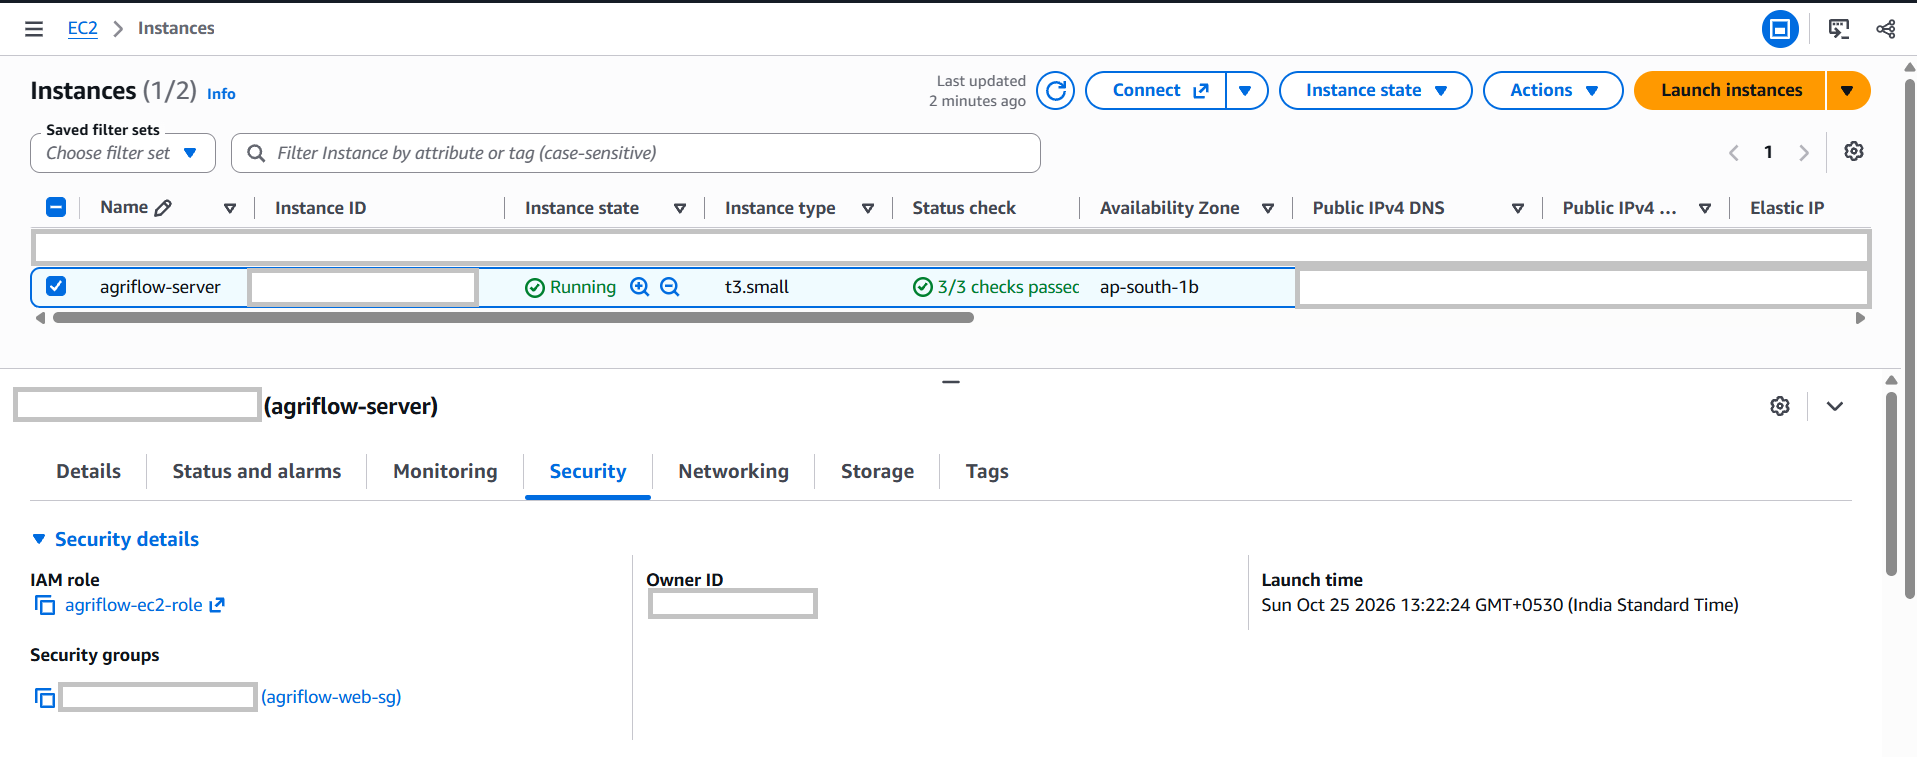 EC2 > Instances
Instances (1/2) Info
Last updated
2 minutes ago
Connect
Instance state
Actions
Launch instances
Saved filter sets
Choose filter set
Filter Instance by attribute or tag (case-sensitive)
1
Name Instance ID Instance state Instance type Status check Availability Zone Public IPv4 DNS Public IPv4 ... Elastic IP
agriflow-server Running t3.small 3/3 checks passec ap-south-1b
(agriflow-server)
Details Status and alarms Monitoring Security Networking Storage Tags
Security details
IAM role
agriflow-ec2-role
Owner ID
Launch time
Sun Oct 25 2026 13:22:24 GMT+0530 (India Standard Time)
Security groups
(agriflow-web-sg)